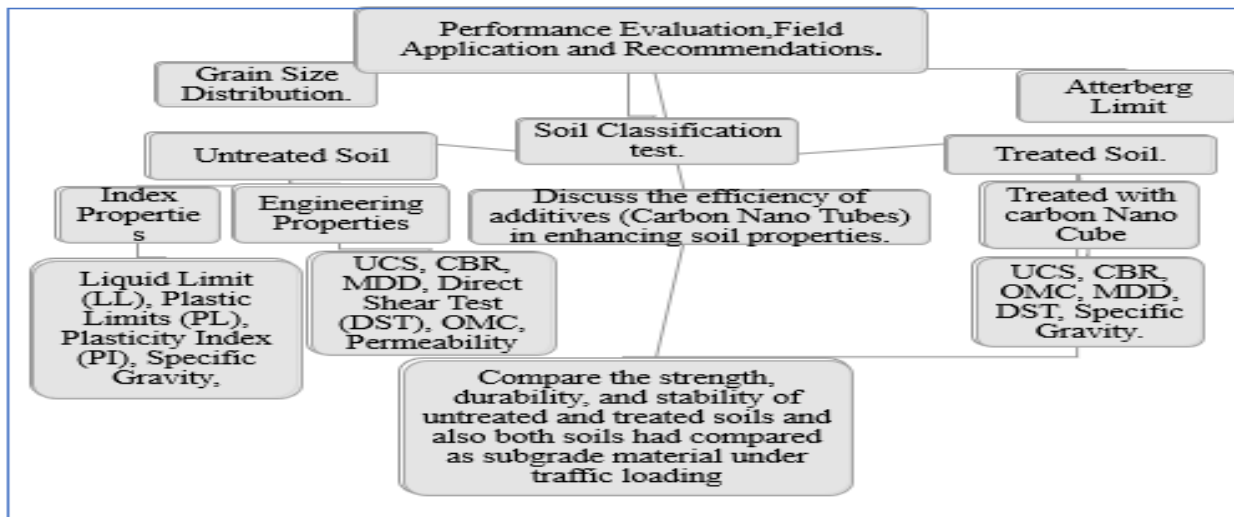 Performance Evaluation,Field
Application and Recommendations.
Grain Size
Distribution.
Atterberg
Limit
Soil Classification
test.
Untreated Soil
Treated Soil.
Index
Propertie
s
Engineering
Properties
Discuss the efficiency of
additives (Carbon Nano Tubes)
in enhancing soil properties.
Treated with
carbon Nano
Cube
Liquid Limit
(LL), Plastic
Limits (PL),
Plasticity Index
(PI), Specific
Gravity,
UCS, CBR,
MDD, Direct
Shear Test
(DST), OMC,
Permeability
UCS, CBR,
OMC, MDD,
DST, Specific
Gravity.
Compare the strength,
durability, and stability of
untreated and treated soils and
also both soils had compared
as subgrade material under
traffic loading